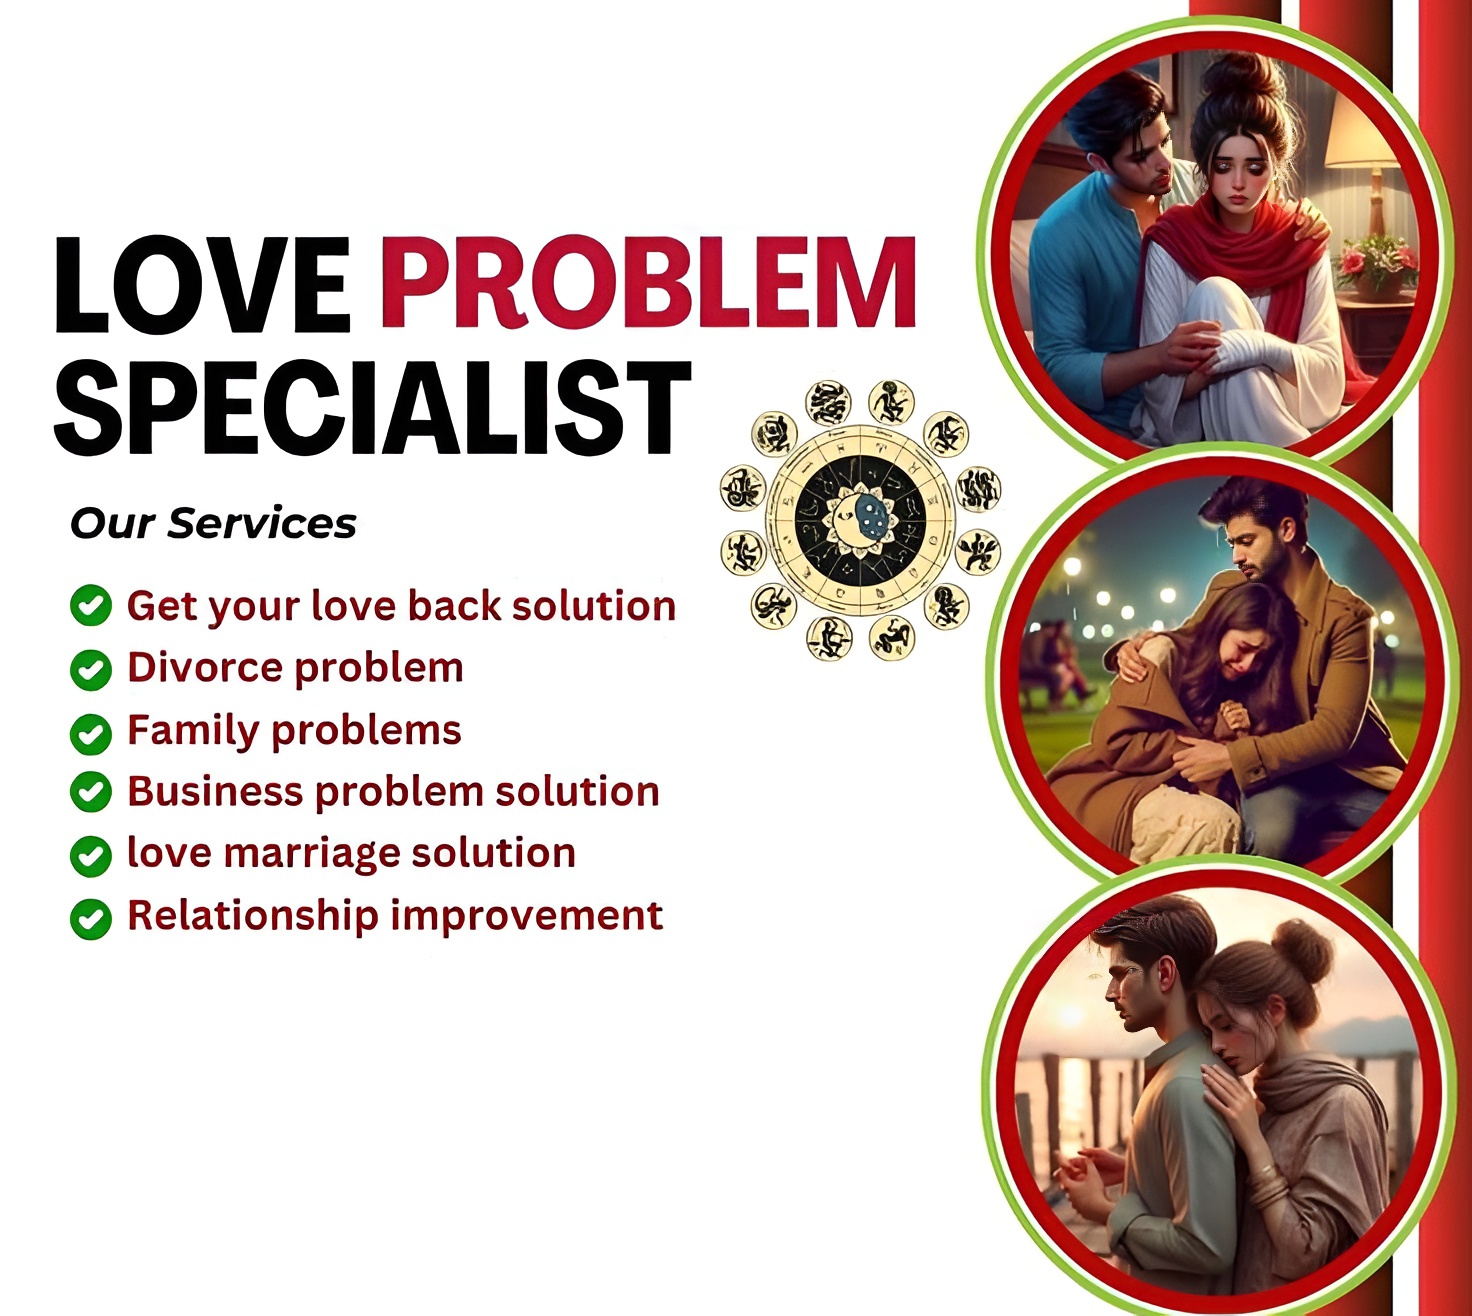 LOVE PROBLEM
SPECIALIST
Our Services
Get your love back solution
Divorce problem
Family problems
Business problem solution
love marriage solution
Relationship improvement